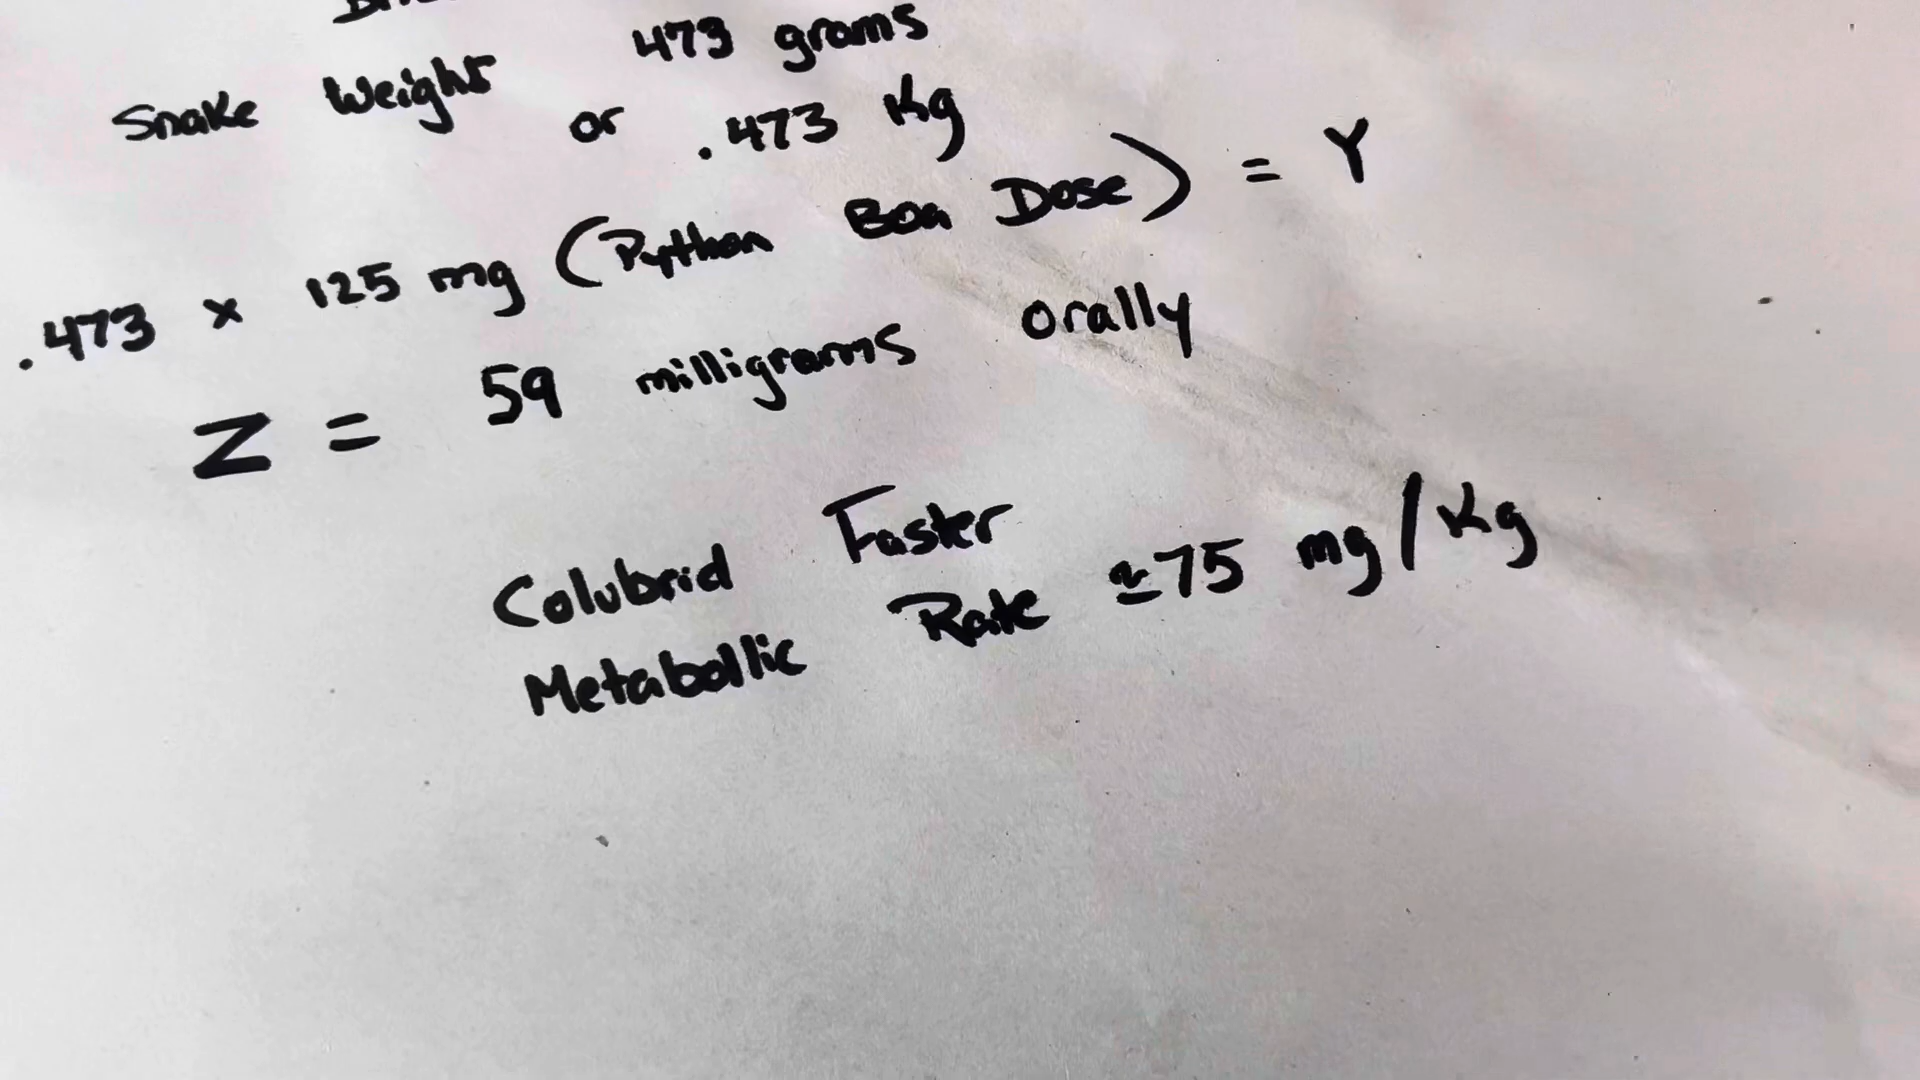 Snake Weight 473 grams
or .473 Kg
.473 x 125 mg (Python Boa Dose) = Y
Z = 59 milligrams orally
Colubrid Faster
Metabollic Rate ≃75 mg/Kg